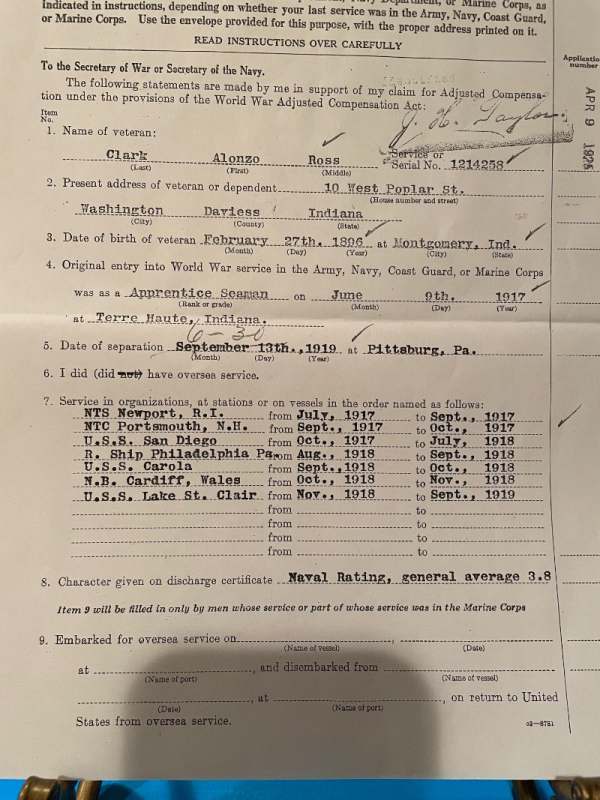 indicated in instructions, depending on whether your last service was in the Army, Navy, Coast Guard,
or Marine Corps. Use the envelope provided for this purpose, with the proper address printed on it.
READ INSTRUCTIONS OVER CAREFULLY
Application number
To the Secretary of War or Secretary of the Navy.
The following statements are made by me in support of my claim for Adjusted Compensa-
tion under the provisions of the World War Adjusted Compensation Act:
J. H. Taylor
APR 9
Item No.
1. Name of veteran:
Clark Alonzo Ross Service or Serial No. 1214258
(Last) (First) (Middle)
2. Present address of veteran or dependent 10 West Poplar St.
(House number and street)
Washington Daviess Indiana
(City) (County) (State)
3. Date of birth of veteran February 27th. 1896 at Montgomery, Ind.
(Month) (Day) (Year) (City) (State)
4. Original entry into World War service in the Army, Navy, Coast Guard, or Marine Corps
was as a Apprentice Seaman on June 9th. 1917
(Rank or grade) (Month) (Day) (Year)
at Terre Haute, Indiana.
6-30
5. Date of separation September 13th.,1919 at Pittsburg, Pa.
(Month) (Day) (Year)
6. I did (did not) have oversea service.
7. Service in organizations, at stations or on vessels in the order named as follows:
NTS Newport, R.I. from July, 1917 to Sept., 1917
NTC Portsmouth, N.H. from Sept., 1917 to Oct., 1917
U.S.S. San Diego from Oct., 1917 to July, 1918
R. Ship Philadelphia Pa. from Aug., 1918 to Sept., 1918
U.S.S. Carola from Sept.,1918 to Oct., 1918
N.B. Cardiff, Wales from Oct., 1918 to Nov., 1918
U.S.S. Lake St. Clair from Nov., 1918 to Sept., 1919
from to
from to
from to
from to
8. Character given on discharge certificate Naval Rating, general average 3.8
Item 9 will be filled in only by men whose service or part of whose service was in the Marine Corps
9. Embarked for oversea service on ,
(Name of vessel) (Date)
at , and disembarked from
(Name of port) (Name of vessel)
, at , on return to United
(Date) (Name of port)
States from oversea service.